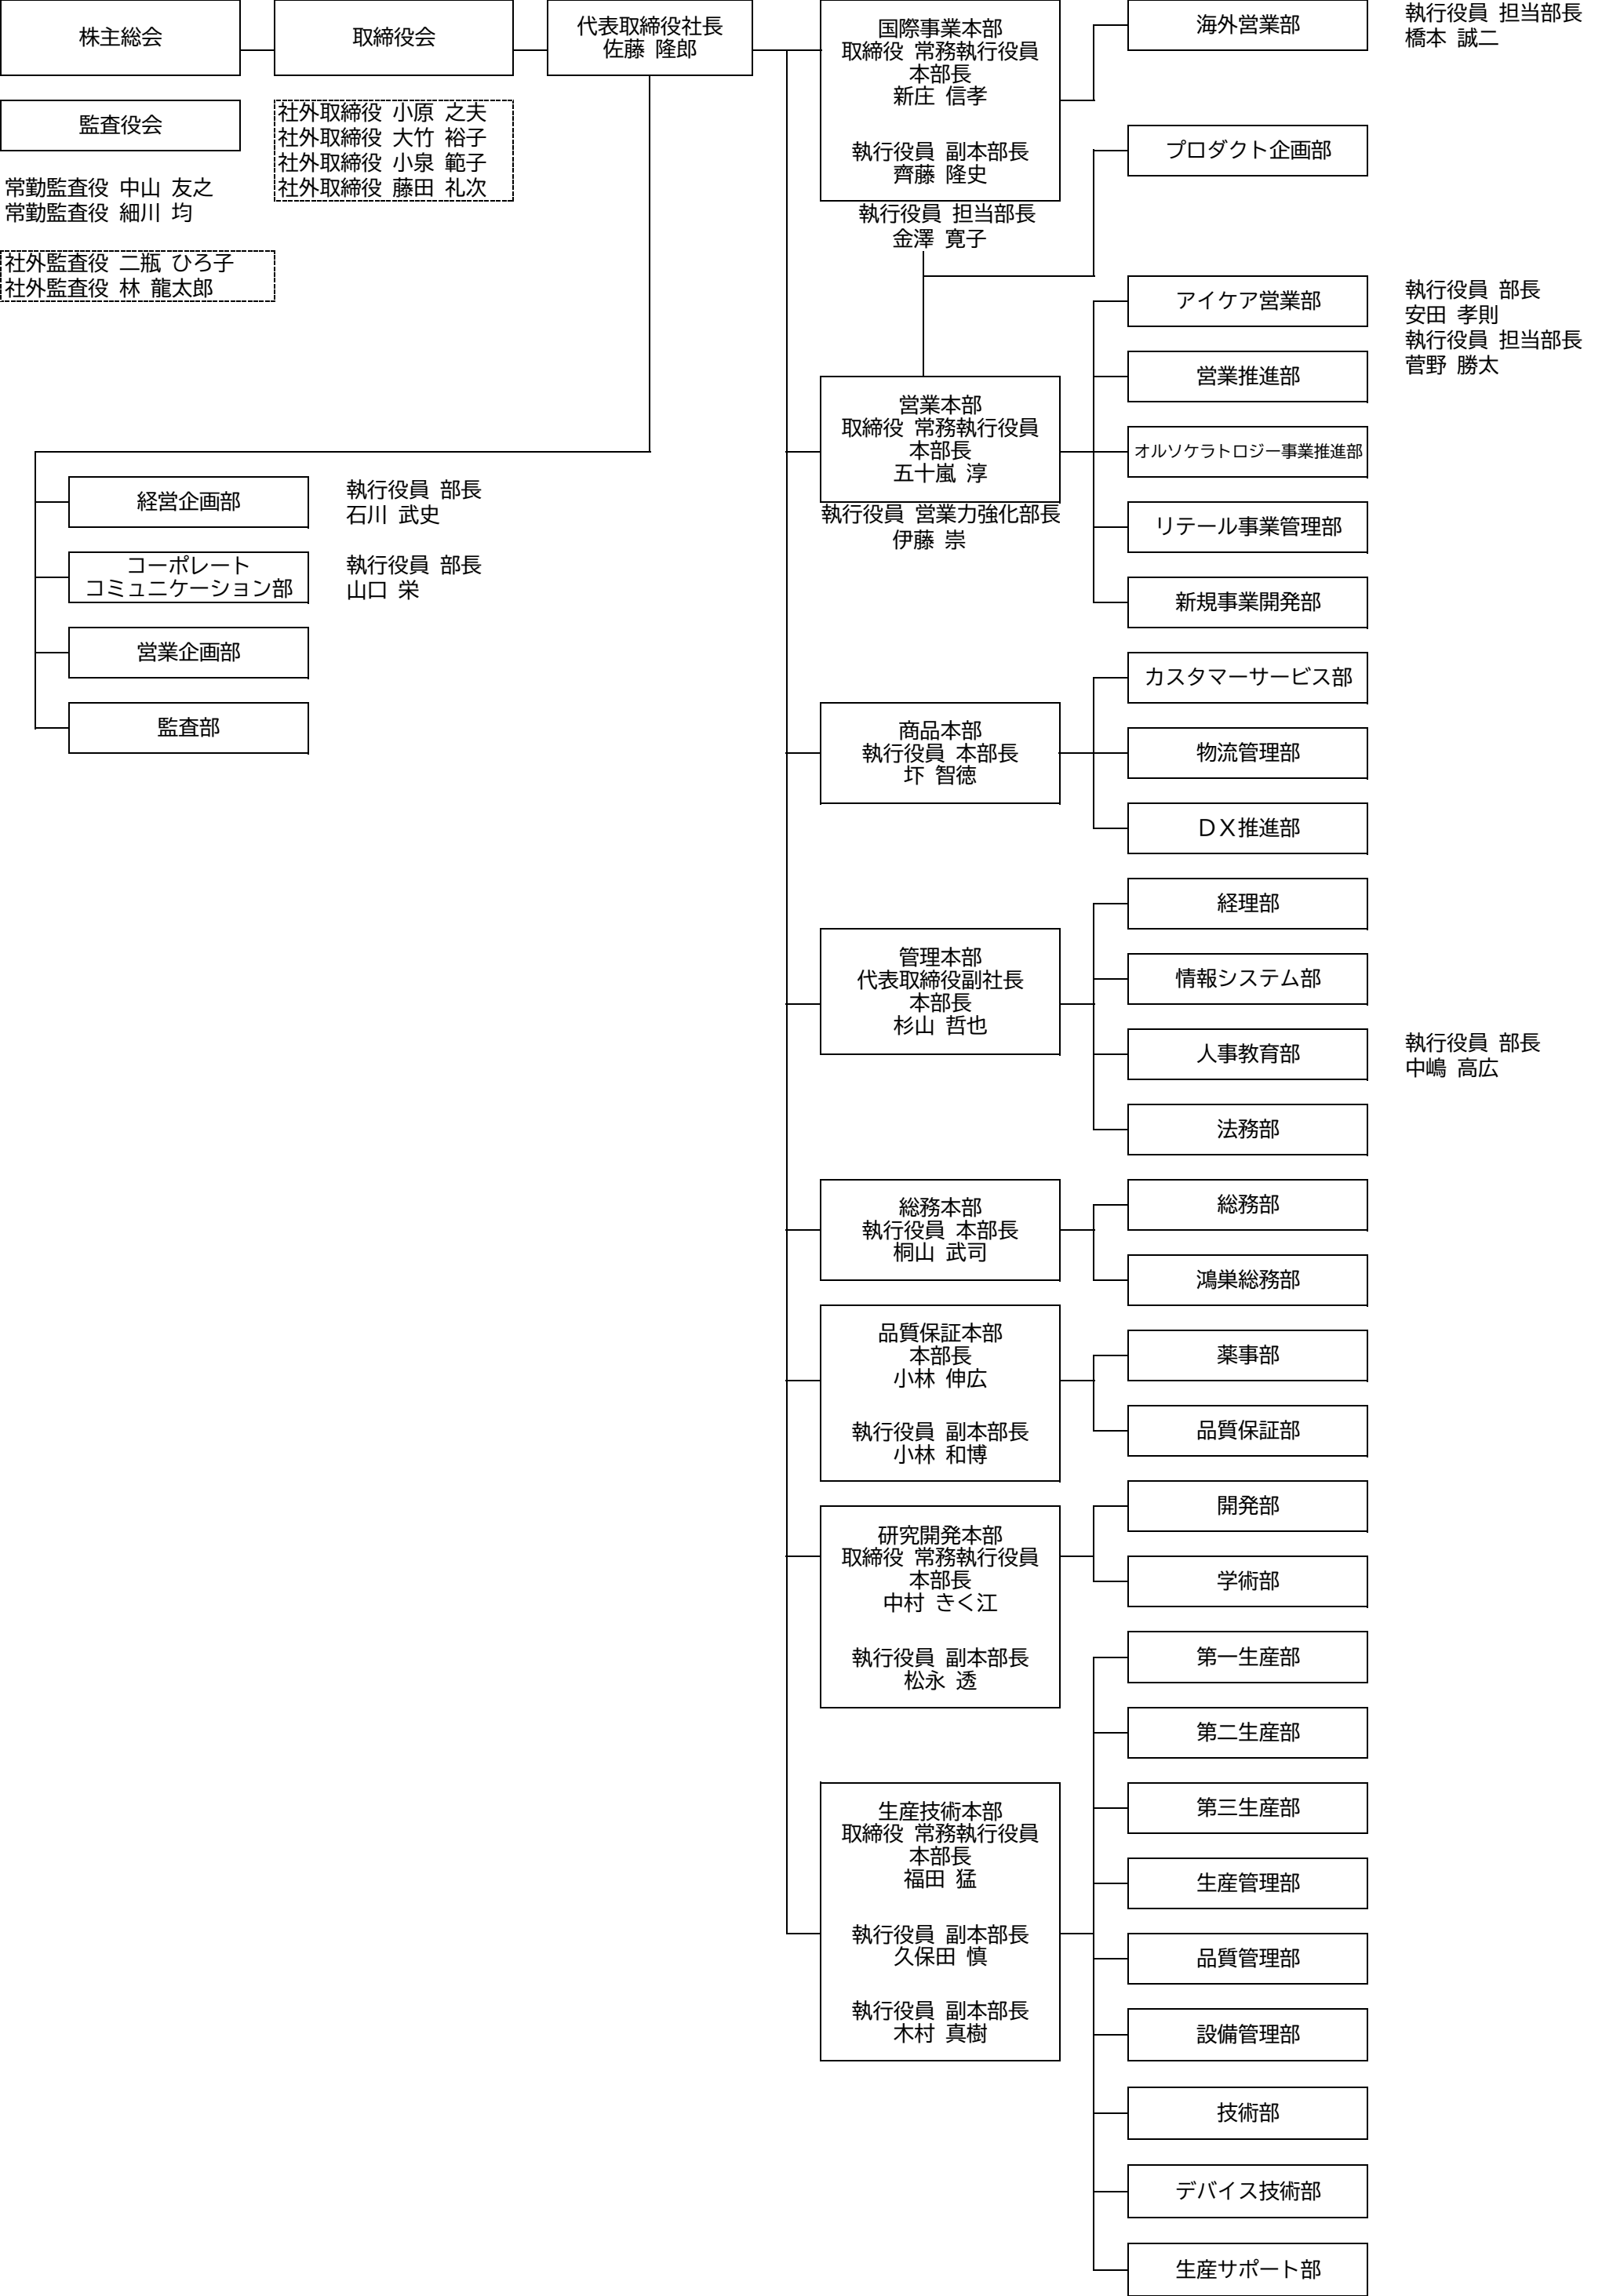 株主総会
取締役会
代表取締役社長
佐藤 隆郎
監査役会
常勤監査役 中山 友之
常勤監査役 細川 均
社外監査役 二瓶 ひろ子
社外監査役 林 龍太郎
社外取締役 小原 之夫
社外取締役 大竹 裕子
社外取締役 小泉 範子
社外取締役 藤田 礼次
経営企画部
執行役員 部長
石川 武史
コーポレート
コミュニケーション部
執行役員 部長
山口 栄
営業企画部
監査部
国際事業本部
取締役 常務執行役員
本部長
新庄 信孝
執行役員 副本部長
齊藤 隆史
執行役員 担当部長
金澤 寛子
海外営業部
執行役員 担当部長
橋本 誠二
プロダクト企画部
営業本部
取締役 常務執行役員
本部長
五十嵐 淳
執行役員 営業力強化部長
伊藤 崇
アイケア営業部
執行役員 部長
安田 孝則
執行役員 担当部長
菅野 勝太
営業推進部
オルソケラトロジー事業推進部
リテール事業管理部
新規事業開発部
商品本部
執行役員 本部長
圷 智徳
カスタマーサービス部
物流管理部
ＤＸ推進部
管理本部
代表取締役副社長
本部長
杉山 哲也
経理部
情報システム部
人事教育部
執行役員 部長
中嶋 高広
法務部
総務本部
執行役員 本部長
桐山 武司
総務部
鴻巣総務部
品質保証本部
本部長
小林 伸広
執行役員 副本部長
小林 和博
薬事部
品質保証部
研究開発本部
取締役 常務執行役員
本部長
中村 きく江
執行役員 副本部長
松永 透
開発部
学術部
生産技術本部
取締役 常務執行役員
本部長
福田 猛
執行役員 副本部長
久保田 慎
執行役員 副本部長
木村 真樹
第一生産部
第二生産部
第三生産部
生産管理部
品質管理部
設備管理部
技術部
デバイス技術部
生産サポート部